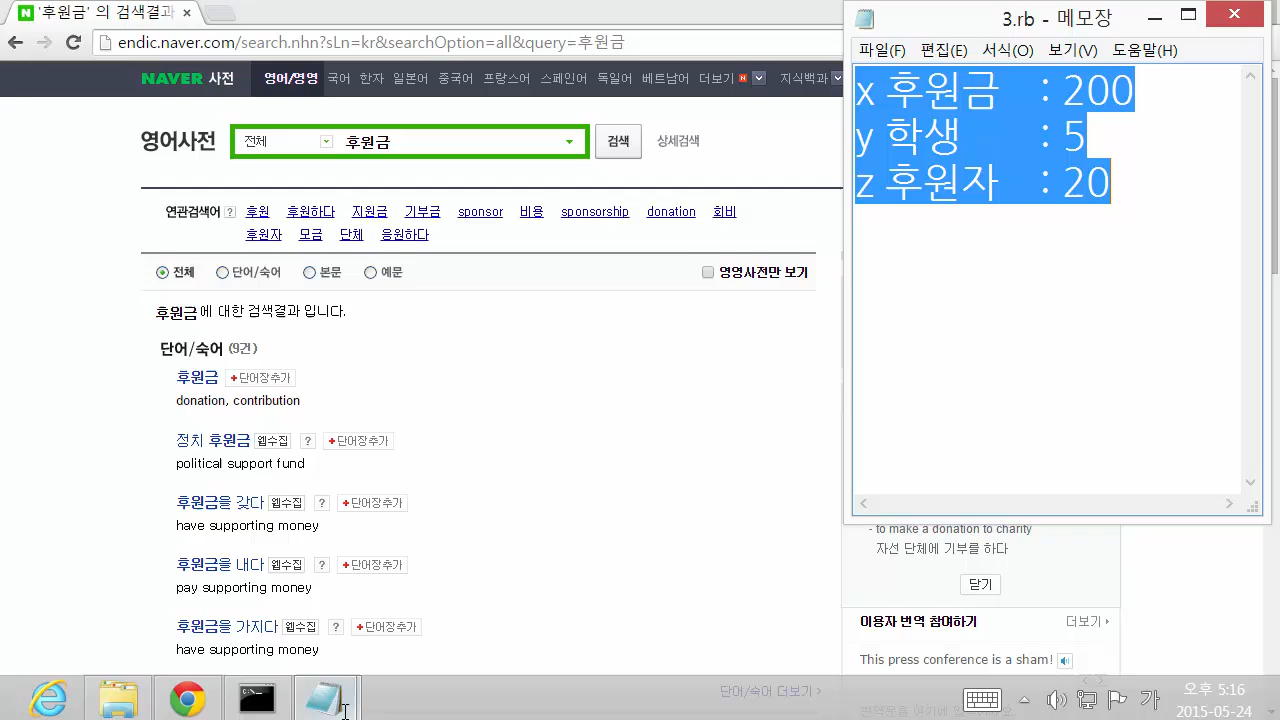 '후원금' 의 검색결과
3.rb - 메모장
endic.naver.com/search.nhn?sLn=kr&searchOption=all&query=후원금
파일(F) 편집(E) 서식(O) 보기(V) 도움말(H)
NAVER 사전 영어/영영 국어 한자 일본어 중국어 프랑스어 스페인어 독일어 베트남어 더보기 N 지식백과
x 후원금 : 200
y 학생 : 5
z 후원자 : 20
영어사전 전체 후원금 검색 상세검색
연관검색어 ? 후원 후원하다 지원금 기부금 sponsor 비용 sponsorship donation 회비
후원자 모금 단체 응원하다
전체 단어/숙어 본문 예문 영영사전만 보기
후원금에 대한 검색결과 입니다.
단어/숙어 (9건)
후원금 +단어장추가
donation, contribution
정치 후원금 웹수집 ? +단어장추가
political support fund
후원금을 갖다 웹수집 ? +단어장추가
have supporting money
후원금을 내다 웹수집 ? +단어장추가
pay supporting money
후원금을 가지다 웹수집 ? +단어장추가
have supporting money
단어/숙어 더보기
- to make a donation to charity
자선 단체에 기부를 하다
닫기
이용자 번역 참여하기 더보기
This press conference is a sham!
가
오후 5:16
2015-05-24